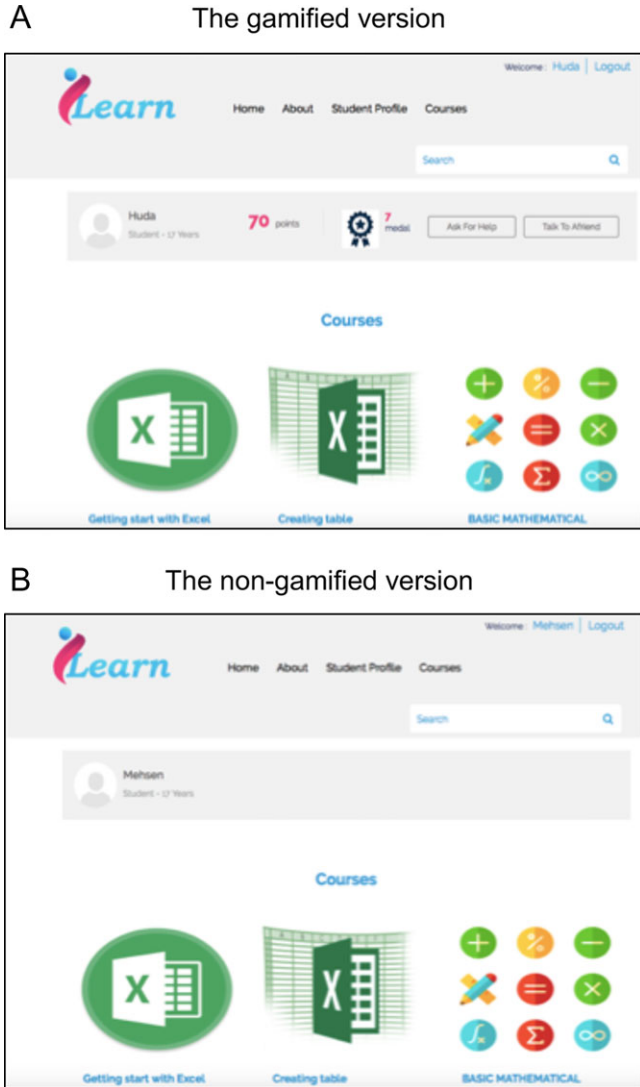 A The gamified version
Welcome: Huda | Logout
iLearn
Home About Student Profile Courses
Search
Huda
Student - 17 Years
70 points
7
medal
Ask For Help
Talk To Afriend
Courses
Getting start with Excel
Creating table
BASIC MATHEMATICAL
B The non-gamified version
Welcome: Mehsen | Logout
iLearn
Home About Student Profile Courses
Search
Mehsen
Student - 17 Years
Courses
Getting start with Excel
Creating table
BASIC MATHEMATICAL